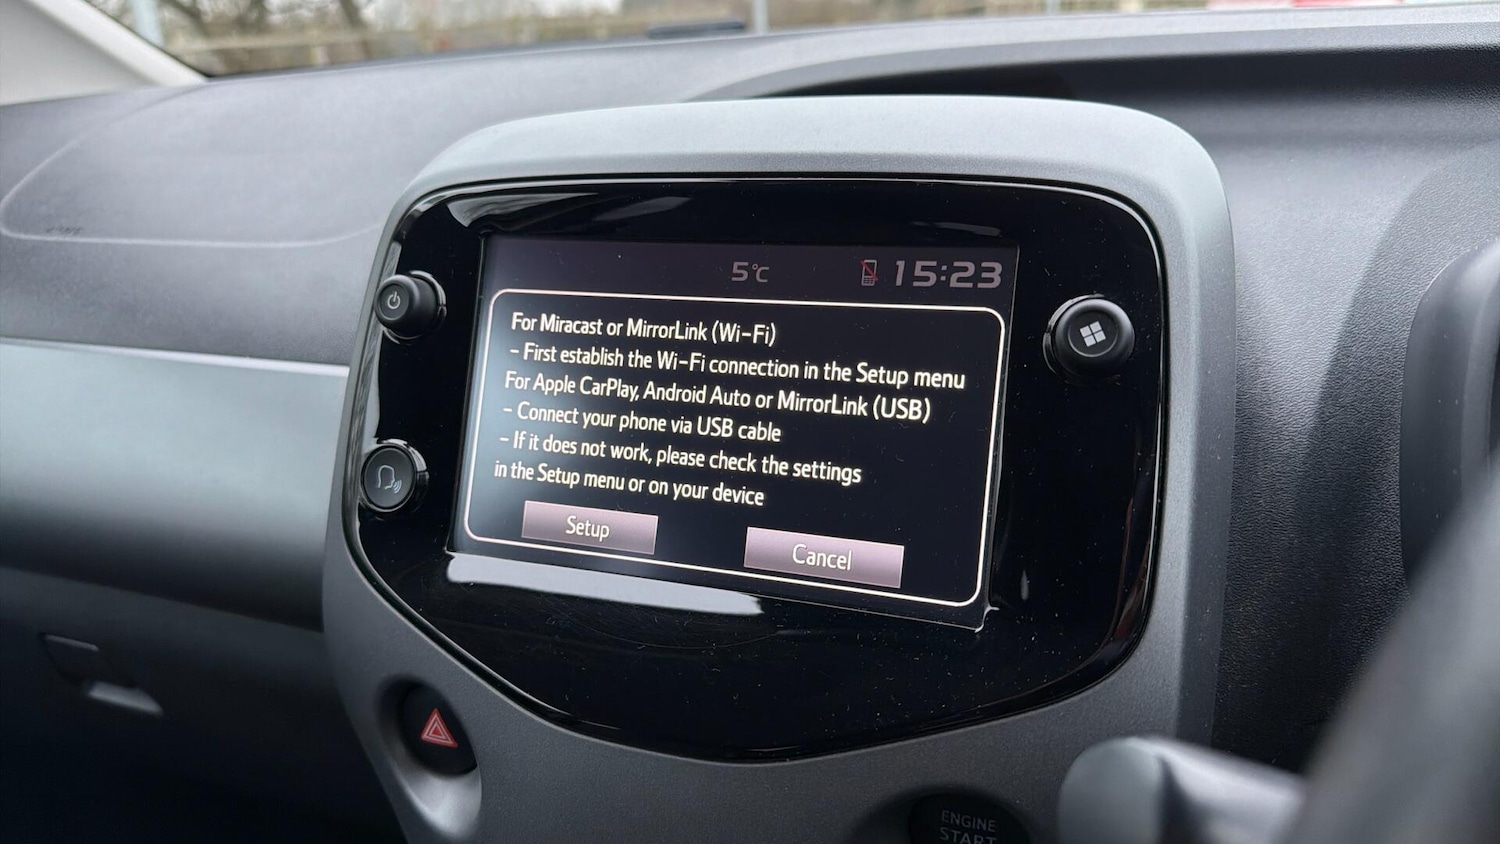 5°C
15:23
For Miracast or MirrorLink (Wi-Fi)
- First establish the Wi-Fi connection in the Setup menu
For Apple CarPlay, Android Auto or MirrorLink (USB)
- Connect your phone via USB cable
- If it does not work, please check the settings
in the Setup menu or on your device
Setup
Cancel
ENGINE
START